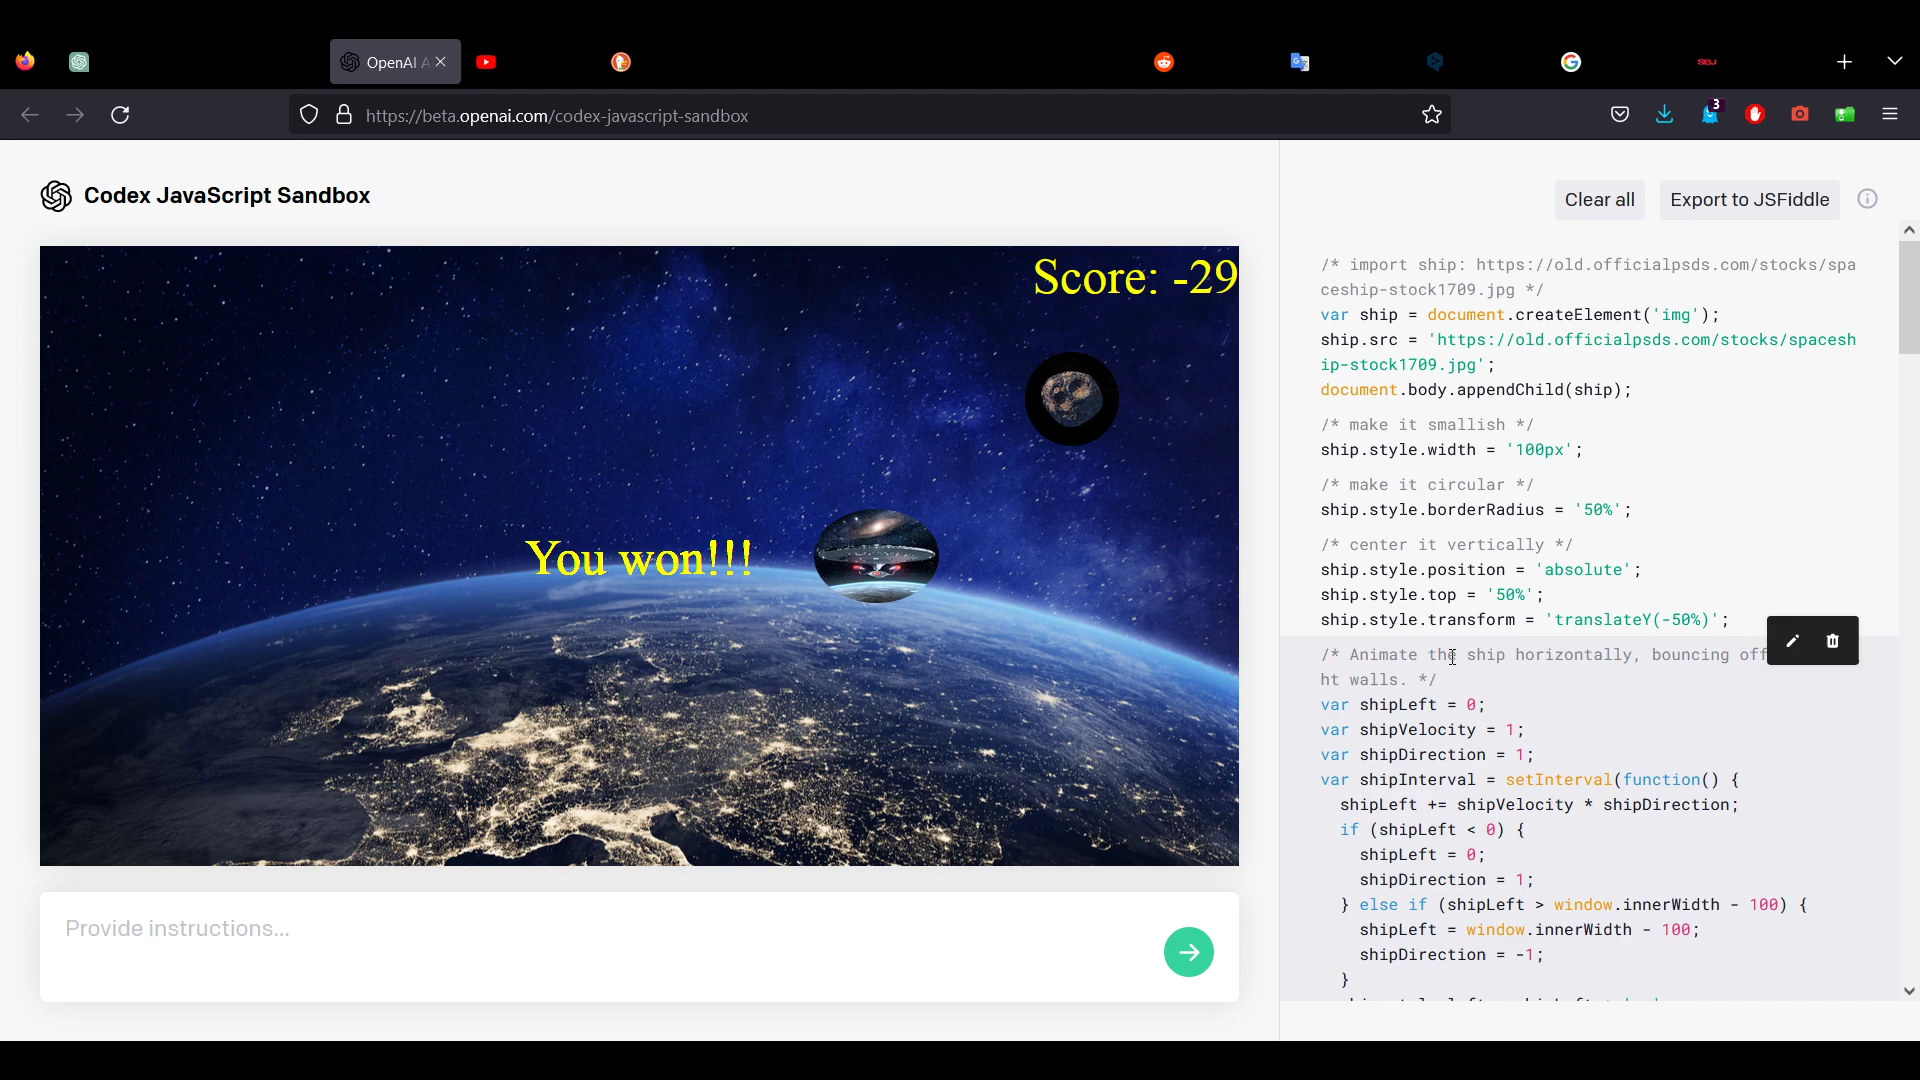 OpenAI A
SBJ
https://beta.openai.com/codex-javascript-sandbox
3
Codex JavaScript Sandbox
Clear all
Export to JSFiddle
Score: -29
You won!!!
Provide instructions...
/* import ship: https://old.officialpsds.com/stocks/spa
ceship-stock1709.jpg */
var ship = document.createElement('img');
ship.src = 'https://old.officialpsds.com/stocks/spacesh
ip-stock1709.jpg';
document.body.appendChild(ship);
/* make it smallish */
ship.style.width = '100px';
/* make it circular */
ship.style.borderRadius = '50%';
/* center it vertically */
ship.style.position = 'absolute';
ship.style.top = '50%';
ship.style.transform = 'translateY(-50%)';
/* Animate the ship horizontally, bouncing off
ht walls. */
var shipLeft = 0;
var shipVelocity = 1;
var shipDirection = 1;
var shipInterval = setInterval(function() {
shipLeft += shipVelocity * shipDirection;
if (shipLeft < 0) {
shipLeft = 0;
shipDirection = 1;
} else if (shipLeft > window.innerWidth - 100) {
shipLeft = window.innerWidth - 100;
shipDirection = -1;
}